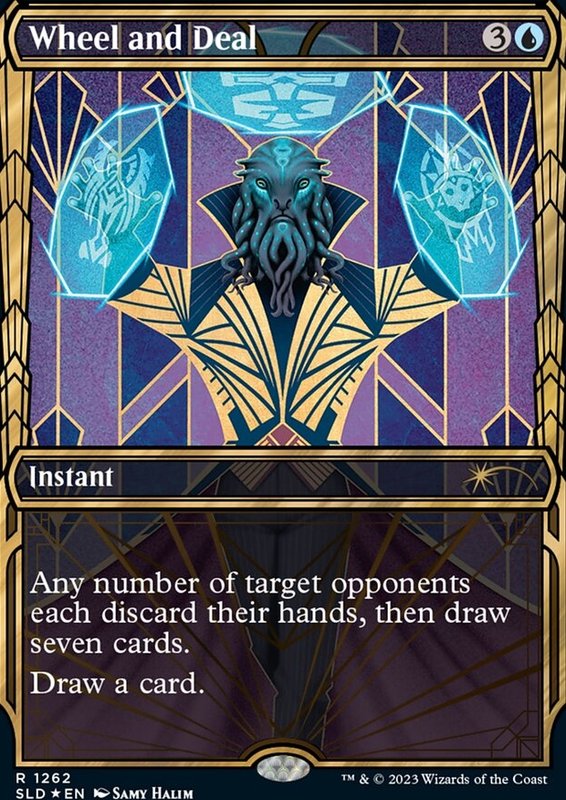 Wheel and Deal 3
Instant
Any number of target opponents
each discard their hands, then draw
seven cards.
Draw a card.
R 1262
SLD ★ EN Samy Halim
™ & © 2023 Wizards of the Coast